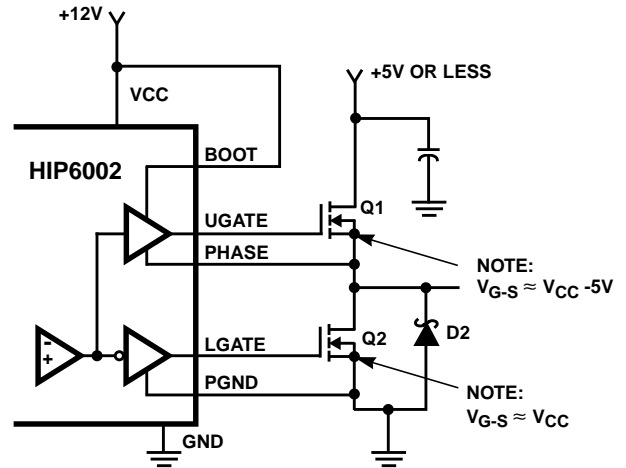 +12V
+5V OR LESS
VCC
BOOT
HIP6002
Q1
UGATE
PHASE
NOTE:
VG-S ≈ VCC -5V
-
+
D2
Q2
LGATE
PGND
NOTE:
VG-S ≈ VCC
GND